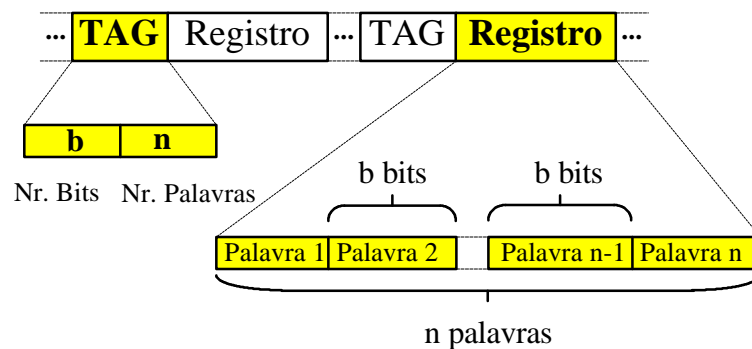 ... TAG Registro ... TAG Registro ...
b n
Nr. Bits Nr. Palavras
b bits b bits
Palavra 1 Palavra 2 Palavra n-1 Palavra n
n palavras